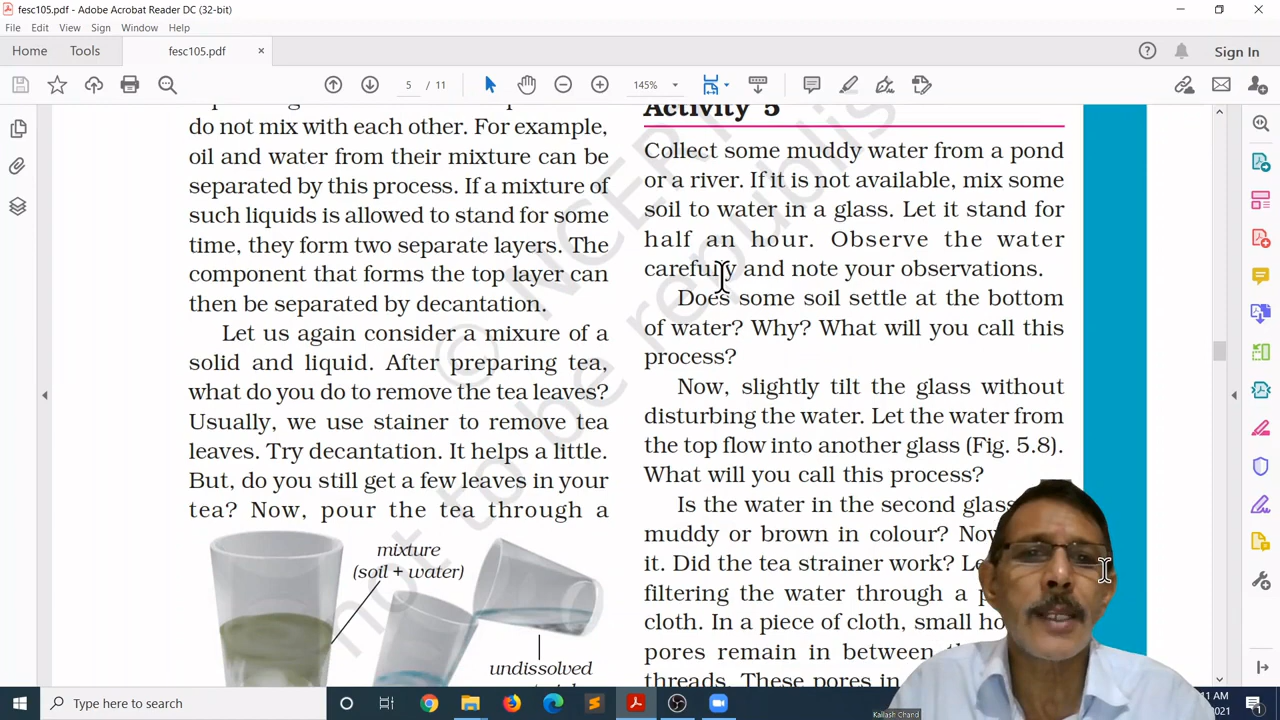 fesc105.pdf - Adobe Acrobat Reader DC (32-bit)
File Edit View Sign Window Help
Home Tools fesc105.pdf × Sign In
5 / 11 145%
do not mix with each other. For example,
oil and water from their mixture can be
separated by this process. If a mixture of
such liquids is allowed to stand for some
time, they form two separate layers. The
component that forms the top layer can
then be separated by decantation.
Let us again consider a mixture of a
solid and liquid. After preparing tea,
what do you do to remove the tea leaves?
Usually, we use stainer to remove tea
leaves. Try decantation. It helps a little.
But, do you still get a few leaves in your
tea? Now, pour the tea through a
mixture
(soil + water)
undissolved
Activity 5
Collect some muddy water from a pond
or a river. If it is not available, mix some
soil to water in a glass. Let it stand for
half an hour. Observe the water
carefully and note your observations.
Does some soil settle at the bottom
of water? Why? What will you call this
process?
Now, slightly tilt the glass without
disturbing the water. Let the water from
the top flow into another glass (Fig. 5.8).
What will you call this process?
Is the water in the second glass
muddy or brown in colour? Now
it. Did the tea strainer work?
filtering the water through a
cloth. In a piece of cloth, small
pores remain in between
threads. These pores in
© NCERT
not to be republis
Kailash Chand
Type here to search
11 AM
2021
1